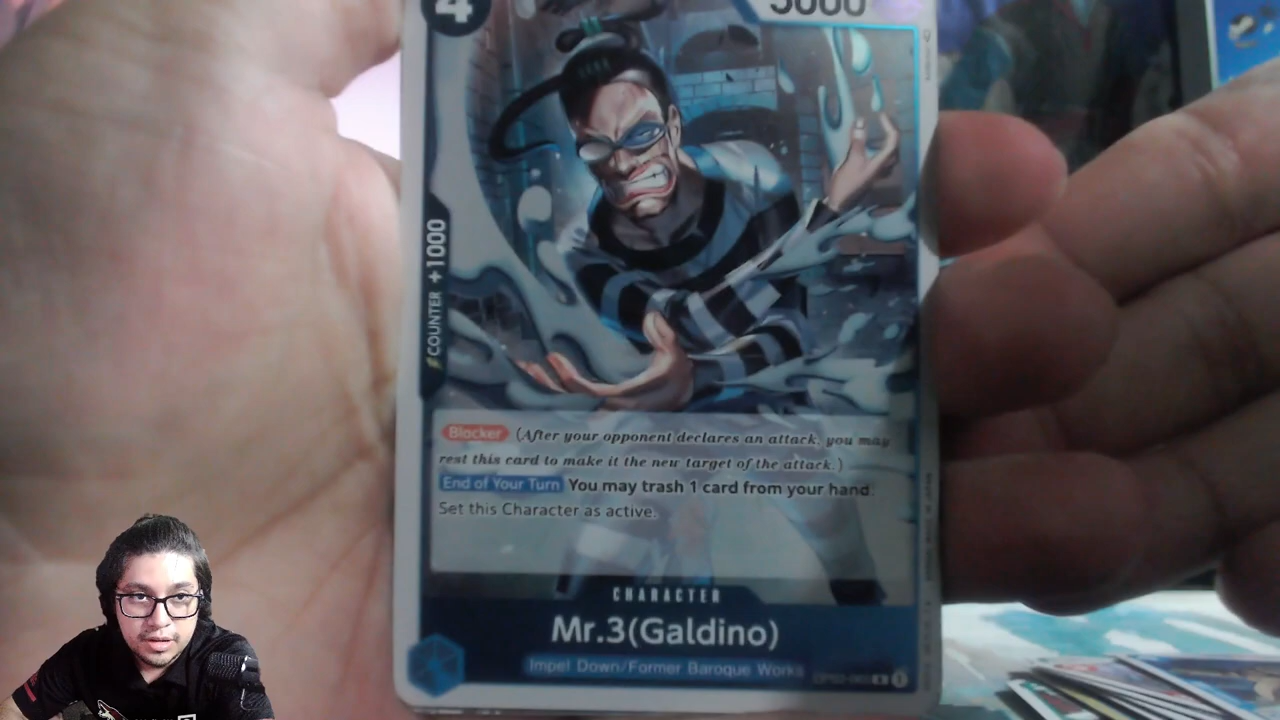 4
5000
COUNTER +1000
Blocker (After your opponent declares an attack, you may
rest this card to make it the new target of the attack.)
End of Your Turn You may trash 1 card from your hand:
Set this Character as active.
CHARACTER
Mr.3(Galdino)
Impel Down/Former Baroque Works